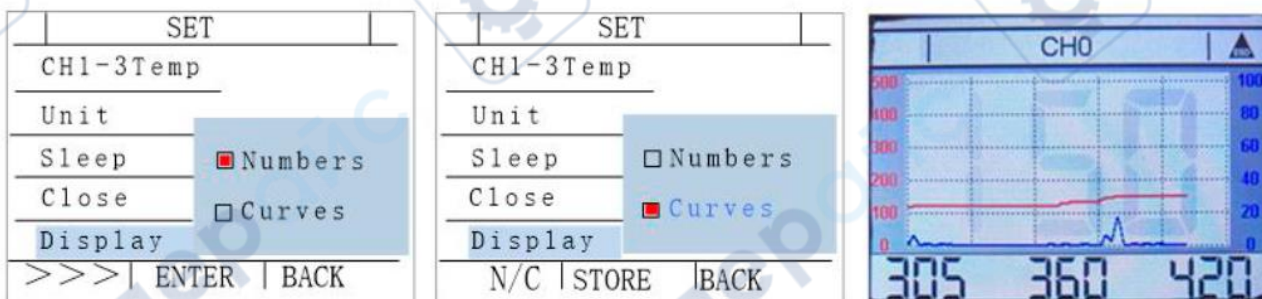 SET
CH1-3Temp
Unit
Sleep
Close
Display
Numbers
Curves
>>>| ENTER | BACK
SET
CH1-3Temp
Unit
Sleep
Close
Display
Numbers
Curves
N/C | STORE | BACK
CH0
500 100
400 80
300 60
200 40
100 20
0 0
305 360 420